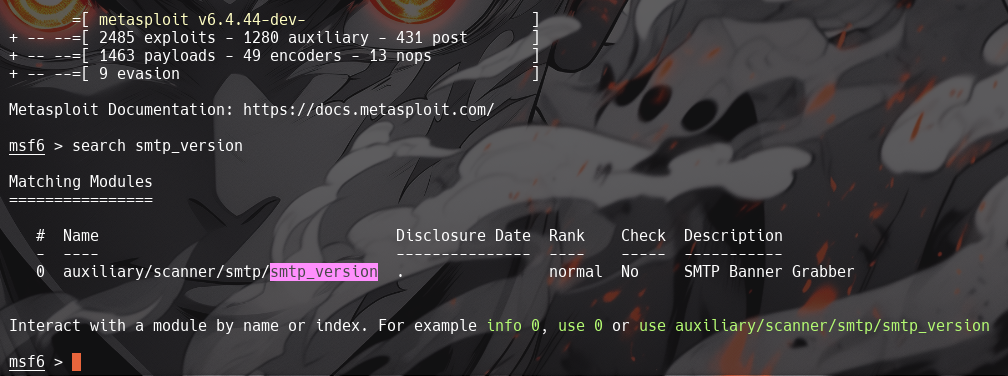 =[ metasploit v6.4.44-dev- ]
+ -- --=[ 2485 exploits - 1280 auxiliary - 431 post ]
+ -- --=[ 1463 payloads - 49 encoders - 13 nops ]
+ -- --=[ 9 evasion ]
Metasploit Documentation: https://docs.metasploit.com/
msf6 > search smtp_version
Matching Modules
================
# Name Disclosure Date Rank Check Description
- ---- --------------- ---- ----- -----------
0 auxiliary/scanner/smtp/smtp_version . normal No SMTP Banner Grabber
Interact with a module by name or index. For example info 0, use 0 or use auxiliary/scanner/smtp/smtp_version
msf6 >